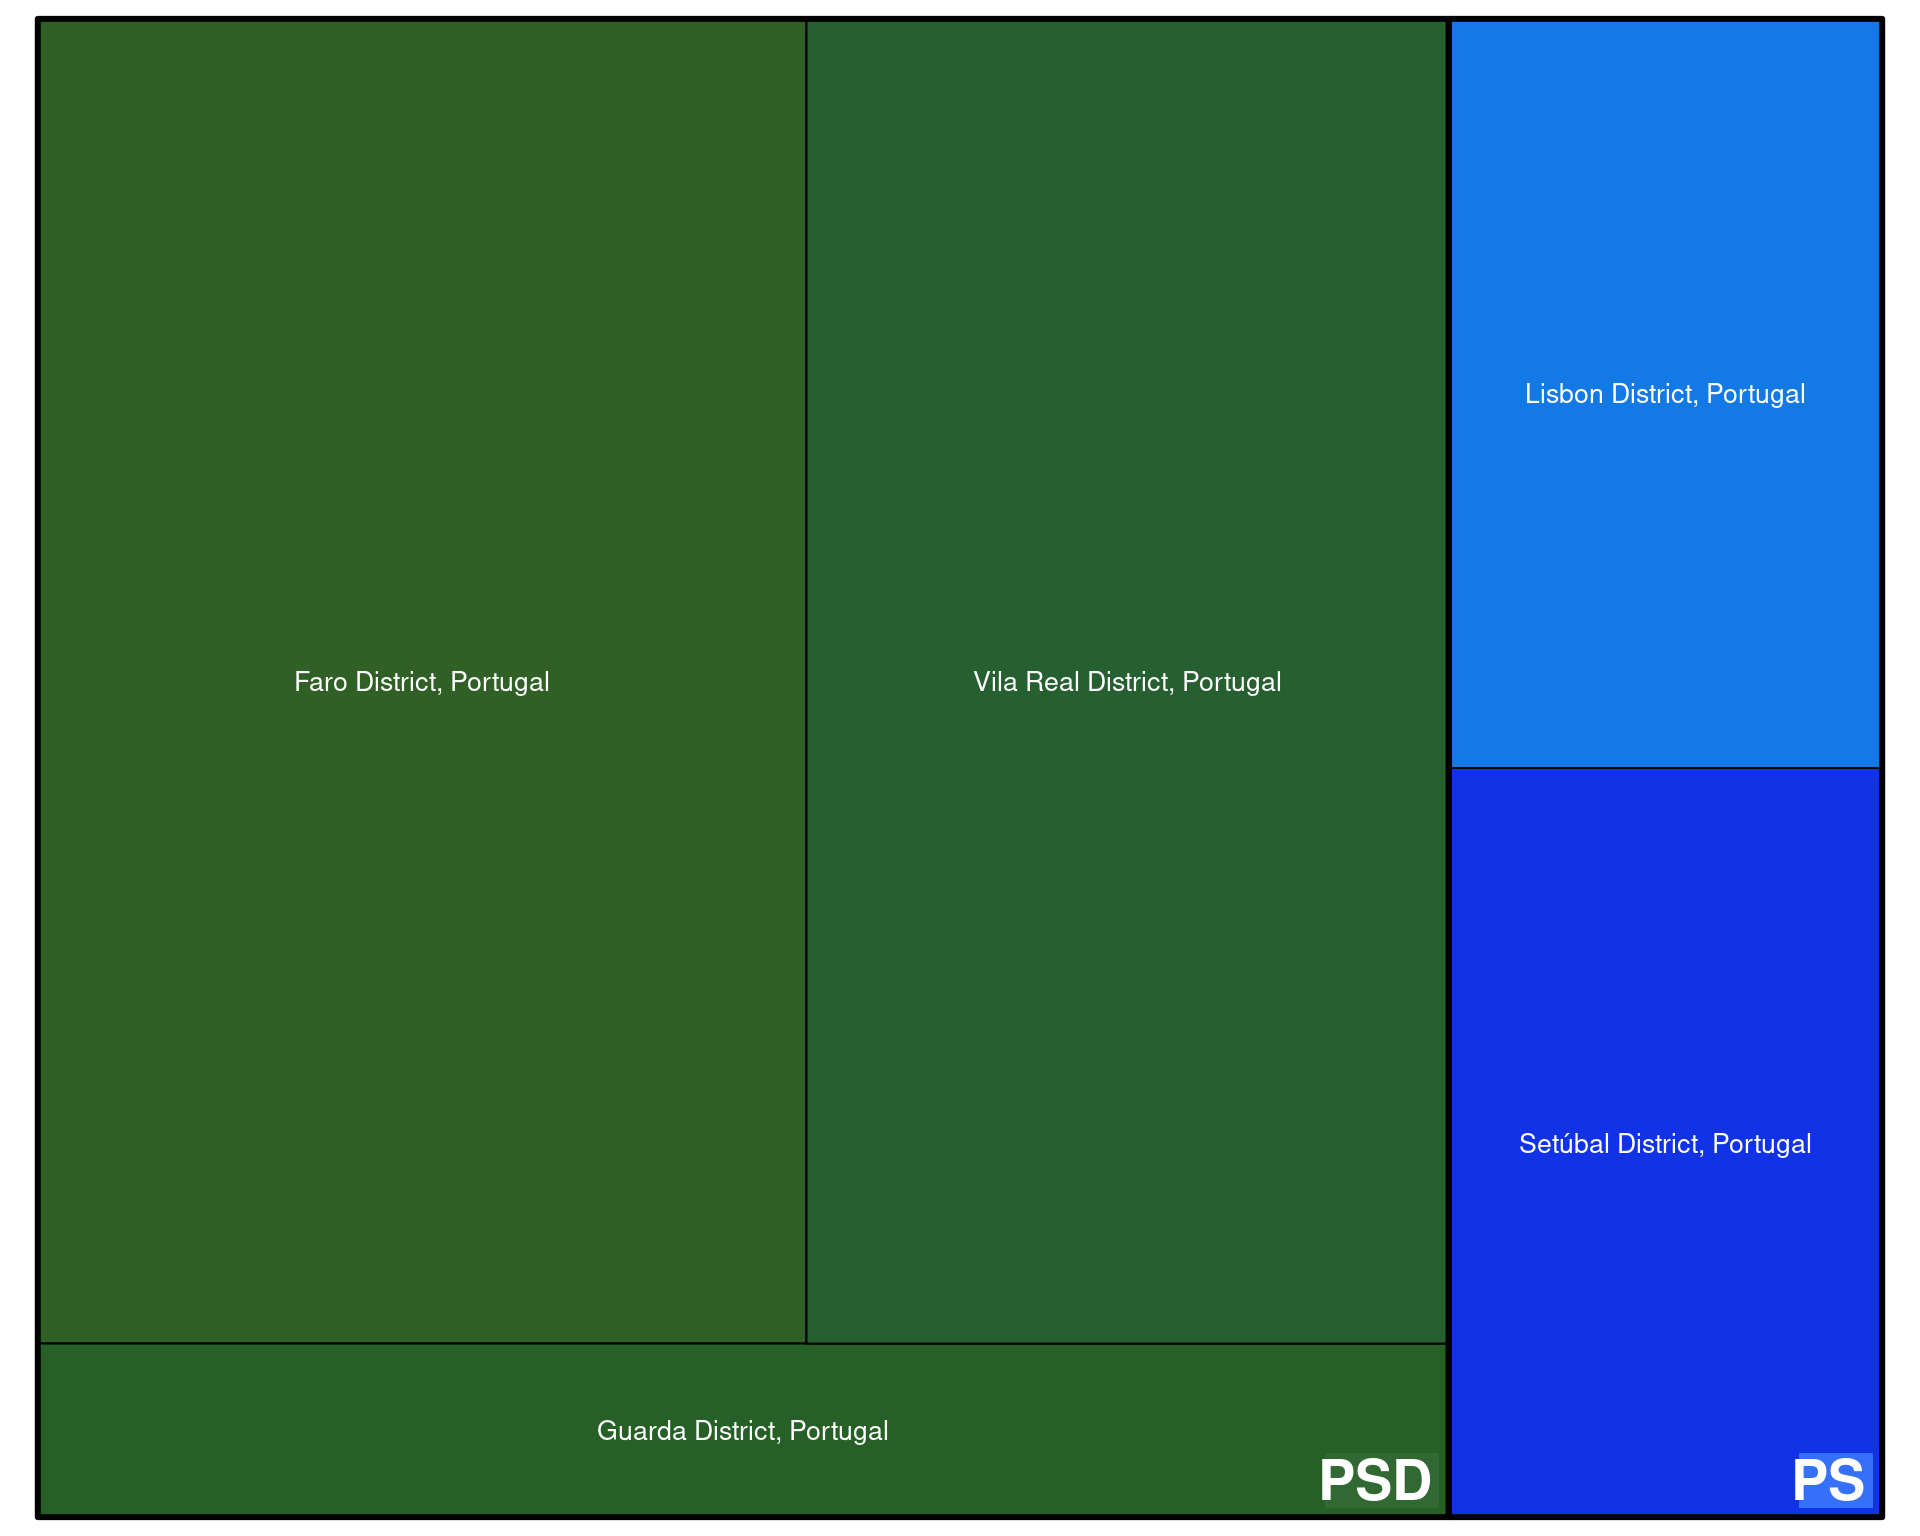 Lisbon District, Portugal
Faro District, Portugal
Vila Real District, Portugal
Setúbal District, Portugal
Guarda District, Portugal
PSD
PS